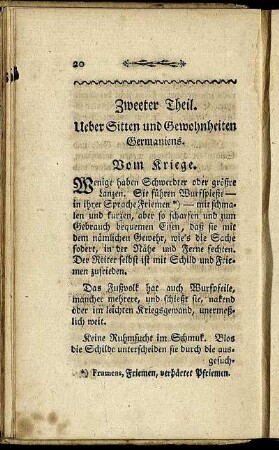 20
Zweeter Theil.
Ueber Sitten und Gewohnheiten
Germaniens.
Vom Kriege.
Wenige haben Schwerdter oder größre
Lanzen. Sie führen Wurfspieße —
in ihrer Sprache Friemen *) — mit schma-
len und kurzen, aber so scharfen und zum
Gebrauch bequemen Eisen, daß sie mit
dem nämlichen Gewehr, wie's die Sache
fodert, in der Nähe und Ferne fechten.
Der Reiter selbst ist mit Schild und Frie-
men zufrieden.
Das Fußvolk hat auch Wurfpfeile,
mancher mehrere, und schießt sie, nakend
oder im leichten Kriegsgewand, unermeß-
lich weit.
Keine Ruhmsucht im Schmuk. Blos
die Schilde unterscheiden sie durch die aus-
gesuch-
*) Friemen, verhärtet Pfriemen.